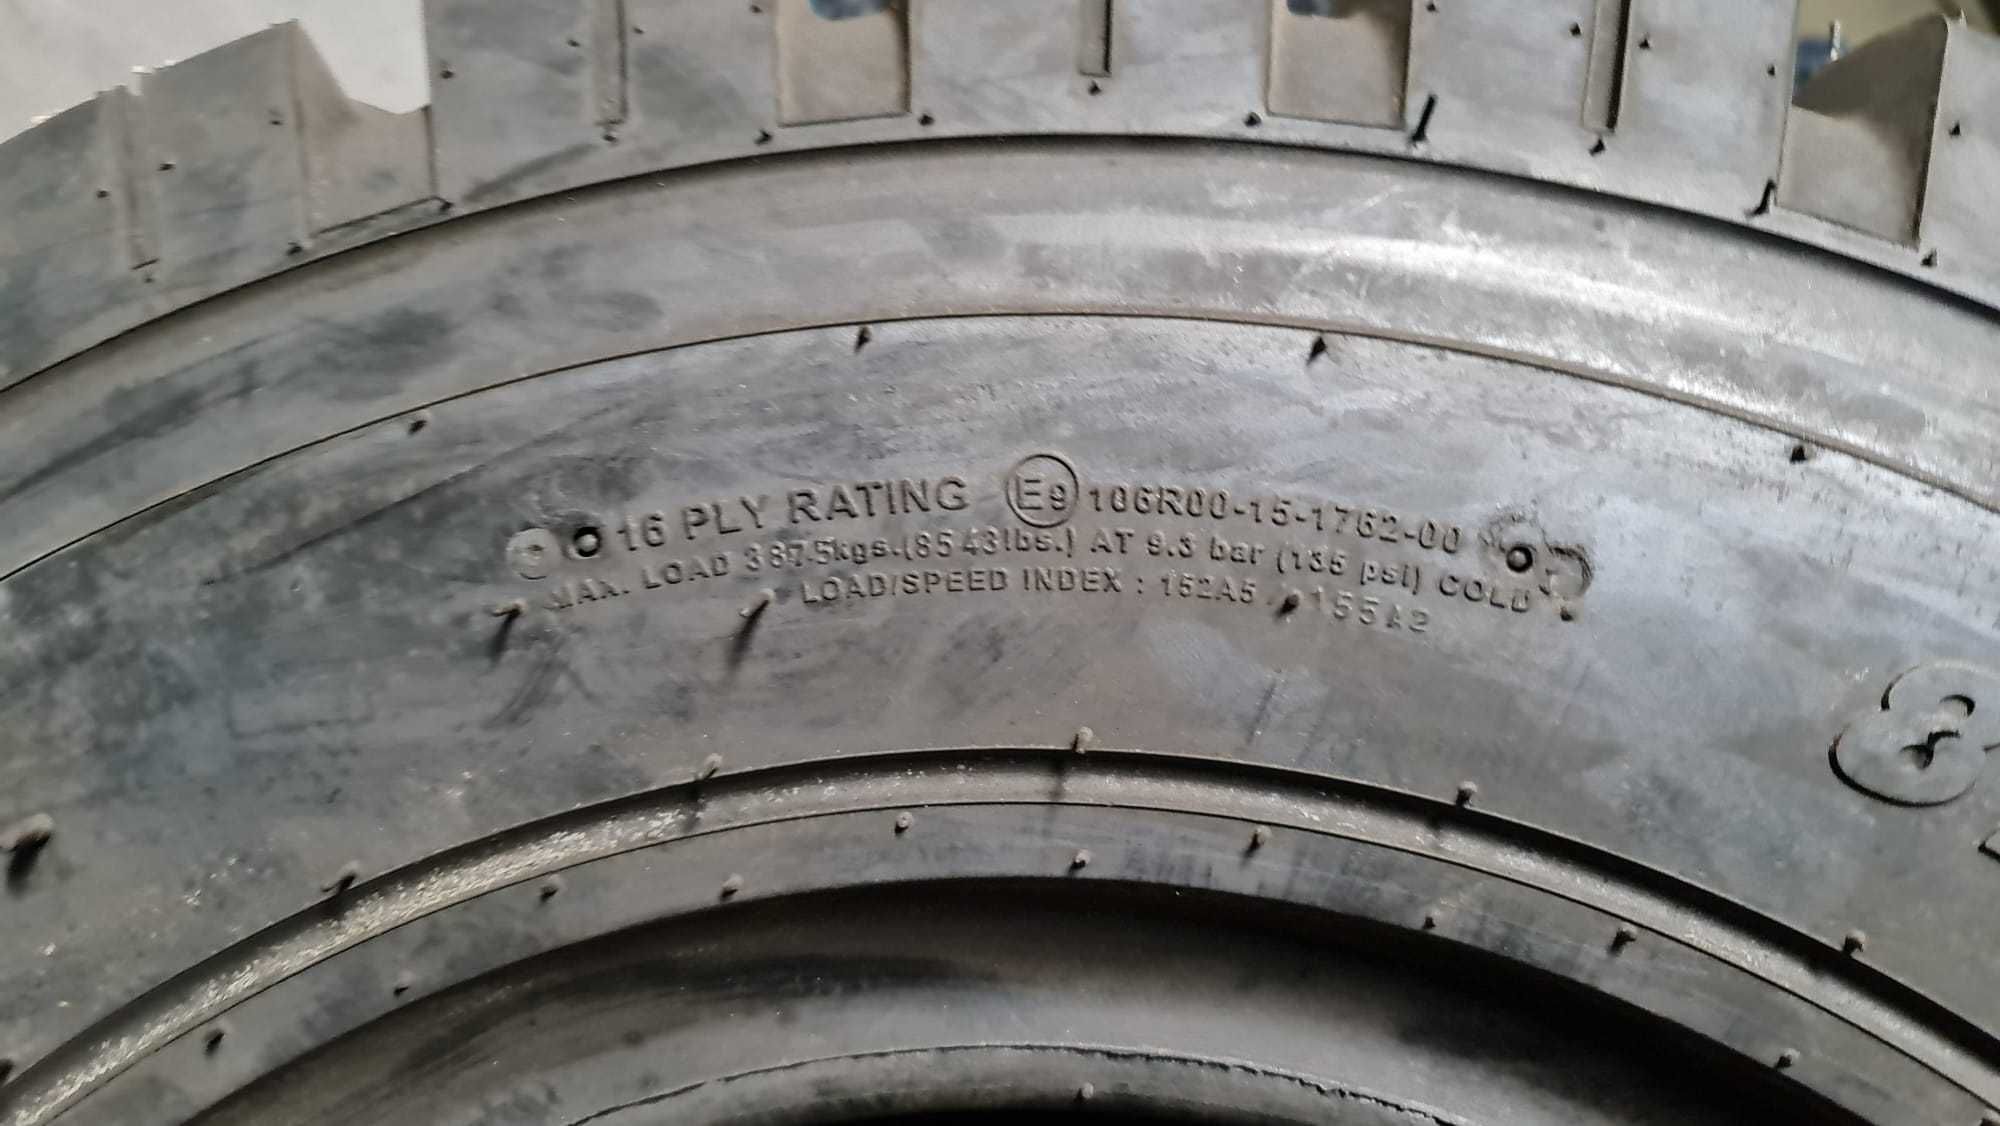 16 PLY RATING E9 106R00-15-1762-00
MAX. LOAD 3875kgs.(8543lbs.) AT 9.3 bar (135 psi) COLD
LOAD/SPEED INDEX : 152A5 155A2
8